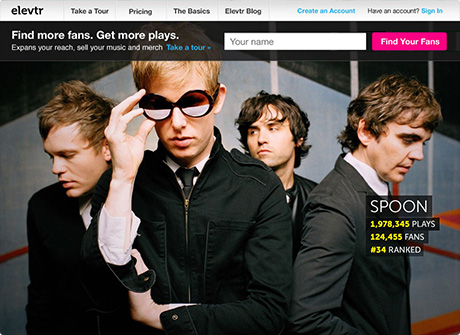 elevtr Take a Tour Pricing The Basics Elevtr Blog Create an Account Have an account? Sign In
Find more fans. Get more plays.
Expanes your reach, sell your music and merch Take a tour »
Your name
Find Your Fans
SPOON
1,978,345 PLAYS
124,455 FANS
#34 RANKED